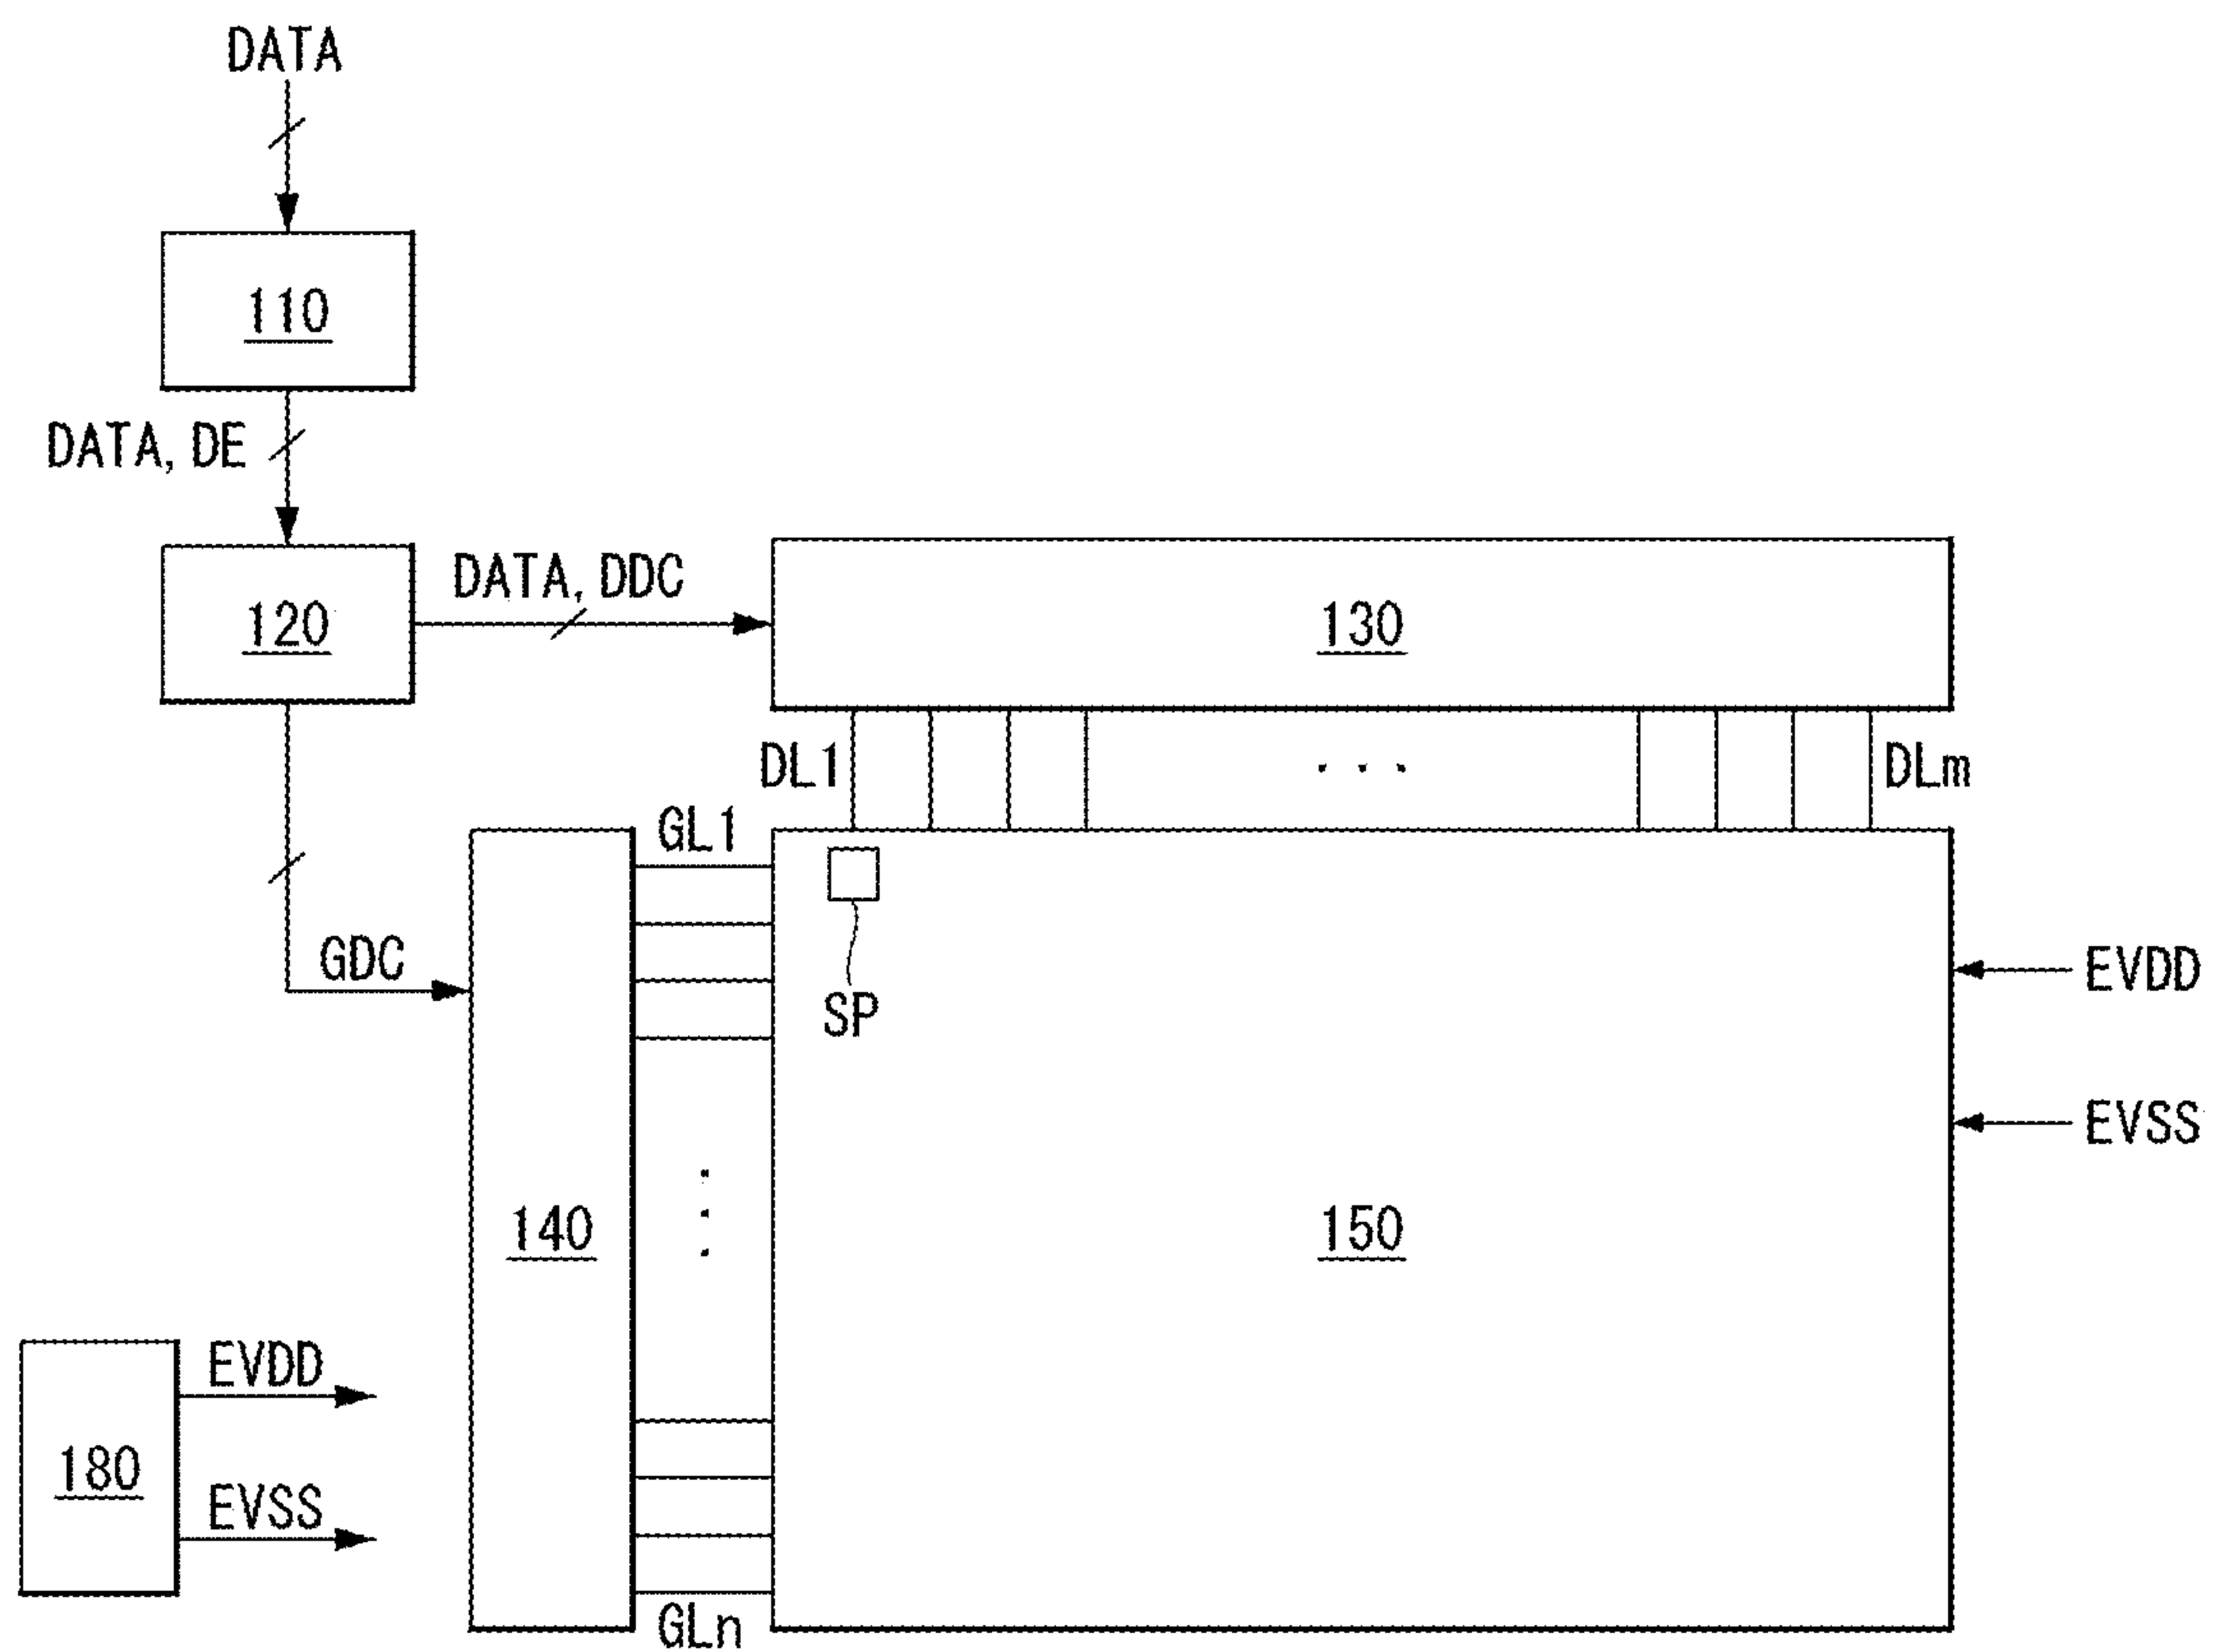 DATA
110
DATA, DE
120
DATA, DDC
130
DL1
DLm
GL1
GDC
SP
EVDD
EVSS
140
150
EVDD
180
EVSS
GLn